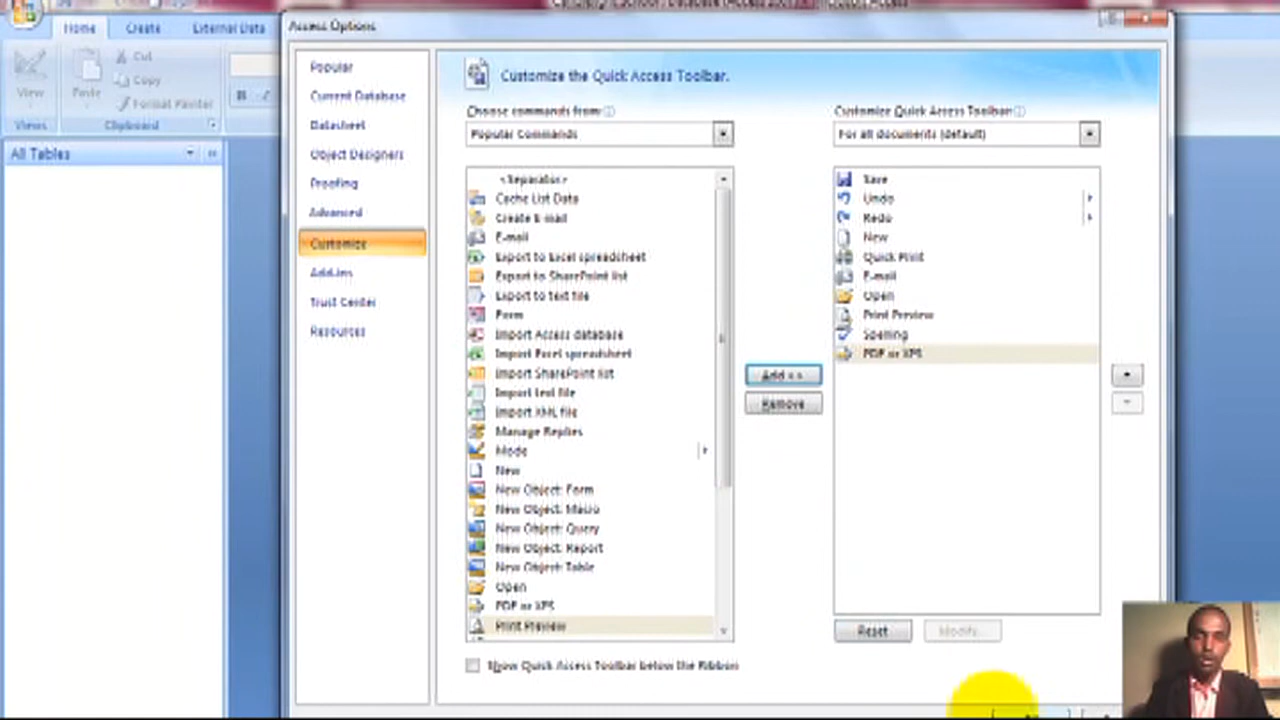 Home Create External Data
Access Options
View
Paste
Cut
Copy
Format Painter
Views
Clipboard
All Tables
Popular
Current Database
Datasheet
Object Designers
Proofing
Advanced
Customize
Add-ins
Trust Center
Resources
Customize the Quick Access Toolbar.
Choose commands from:
Popular Commands
<Separator>
Cache List Data
Create E-mail
E-mail
Export to Excel spreadsheet
Export to SharePoint list
Export to text file
Form
Import Access database
Import Excel spreadsheet
Import SharePoint list
Import text file
Import XML file
Manage Replies
Mode
New
New Object: Form
New Object: Macro
New Object: Query
New Object: Report
New Object: Table
Open
PDF or XPS
Print Preview
Show Quick Access Toolbar below the Ribbon
Add >>
Remove
Customize Quick Access Toolbar:
For all documents (default)
Save
Undo
Redo
New
Quick Print
E-mail
Open
Print Preview
Spelling
PDF or XPS
Reset
Modify...